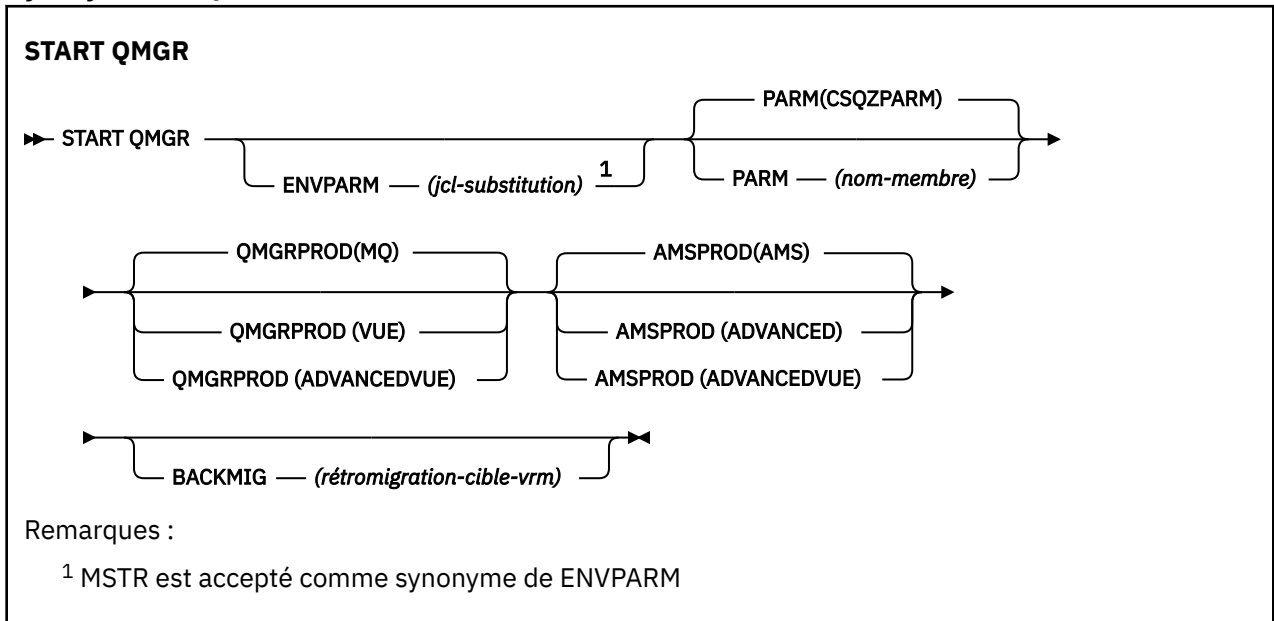 START QMGR
PARM(CSQZPARM)
START QMGR
ENVPARM (jcl-substitution) 1
PARM (nom-membre)
QMGRPROD(MQ)
AMSPROD(AMS)
QMGRPROD (VUE)
AMSPROD (ADVANCED)
QMGRPROD (ADVANCEDVUE)
AMSPROD (ADVANCEDVUE)
BACKMIG (rétromigration-cible-vrm)
Remarques :
1 MSTR est accepté comme synonyme de ENVPARM